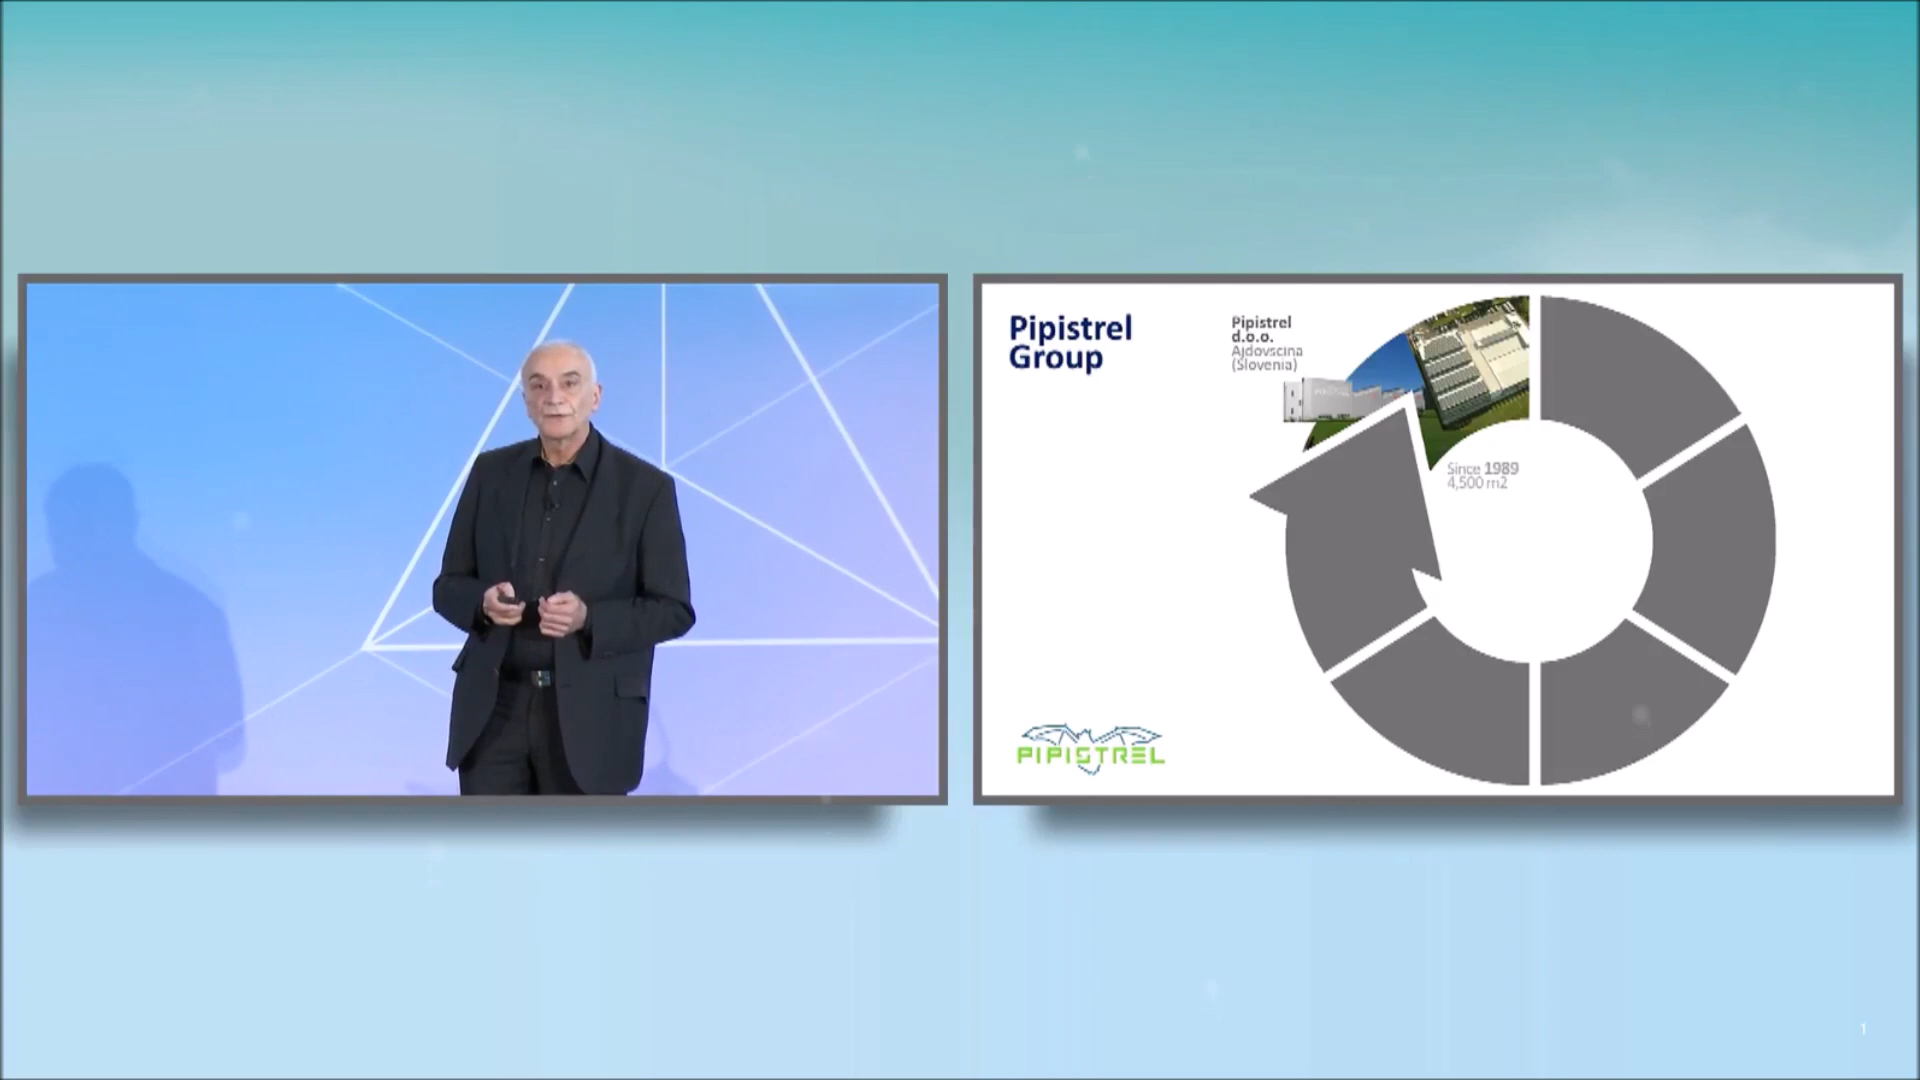 Pipistrel
Group
Pipistrel
d.o.o.
Ajdovscina
(Slovenia)
Since 1989
4,500 m2
PIPISTREL
1